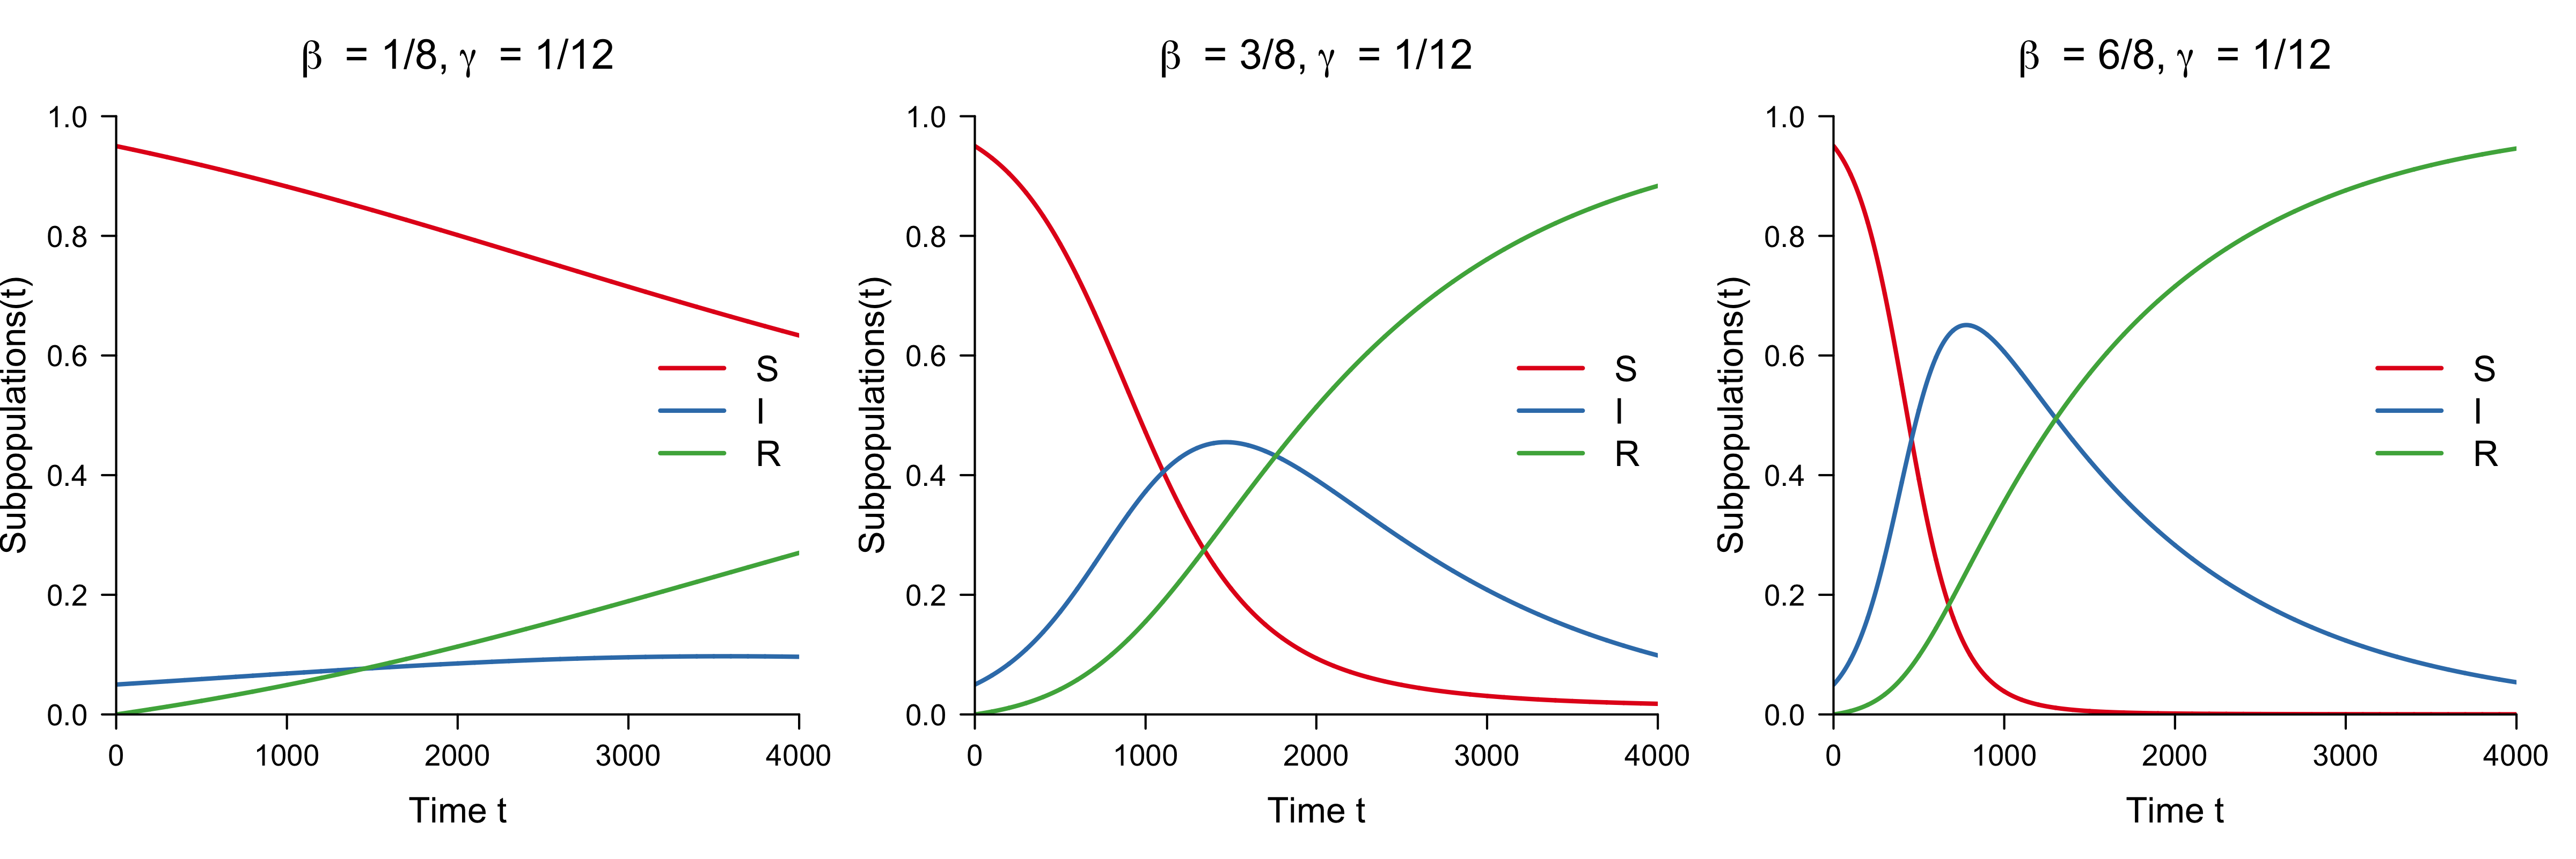 β = 1/8, γ = 1/12
Subpopulations(t)
1.0
0.8
0.6
0.4
0.2
0.0
S
I
R
0 1000 2000 3000 4000
Time t
β = 3/8, γ = 1/12
Subpopulations(t)
1.0
0.8
0.6
0.4
0.2
0.0
S
I
R
0 1000 2000 3000 4000
Time t
β = 6/8, γ = 1/12
Subpopulations(t)
1.0
0.8
0.6
0.4
0.2
0.0
S
I
R
0 1000 2000 3000 4000
Time t